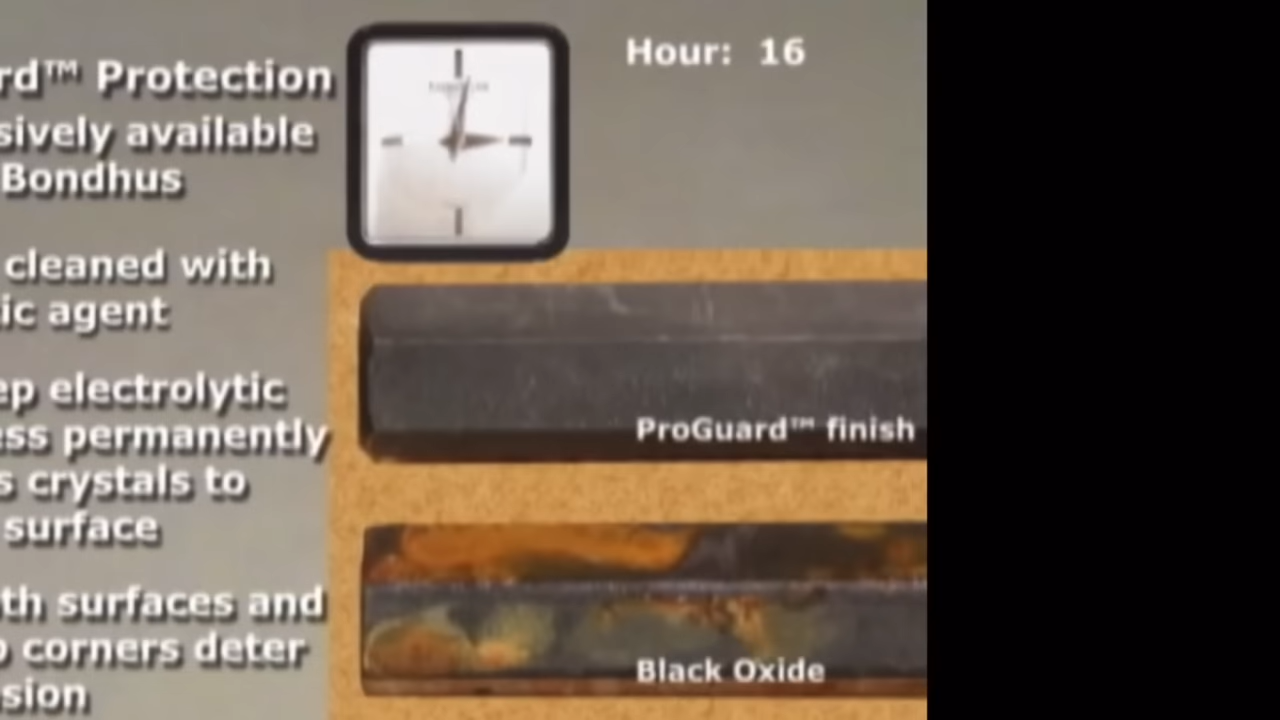 rd™ Protection
sively available
Bondhus
cleaned with
ic agent
ep electrolytic
ess permanently
s crystals to
surface
th surfaces and
corners deter
sion
Hour: 16
ProGuard™ finish
Black Oxide